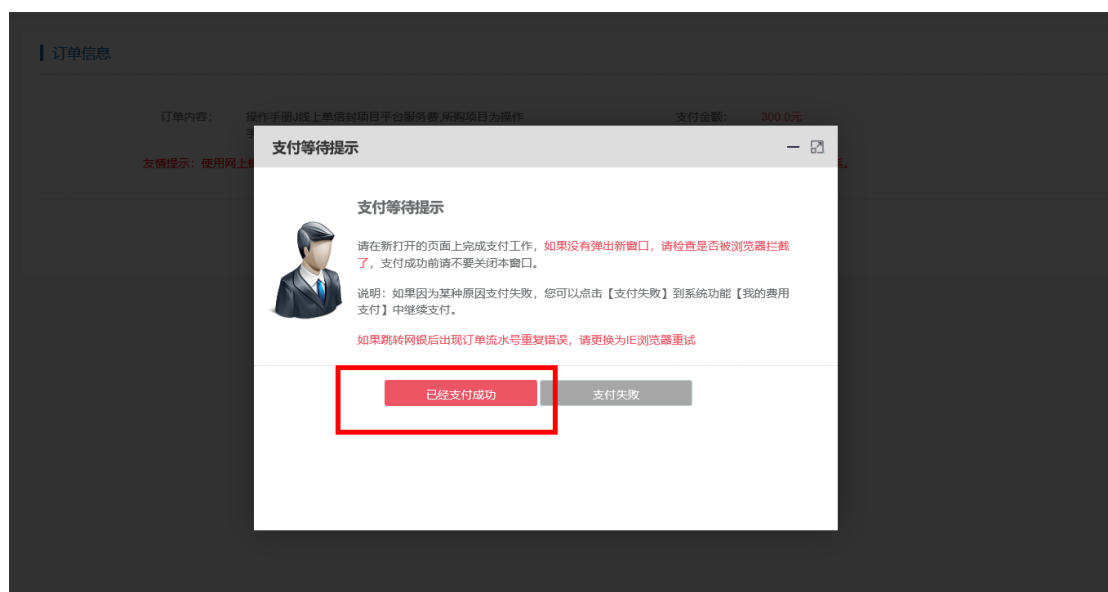 订单信息
订单内容： 操作手册J线上单信封项目平台服务费,所购项目为操作 支付金额： 300.0元
友情提示：使用网上
支付等待提示
支付等待提示
请在新打开的页面上完成支付工作，如果没有弹出新窗口，请检查是否被浏览器拦截
了，支付成功前请不要关闭本窗口。
说明：如果因为某种原因支付失败，您可以点击【支付失败】到系统功能【我的费用
支付】中继续支付。
如果跳转网银后出现订单流水号重复错误，请更换为IE浏览器重试
已经支付成功 支付失败